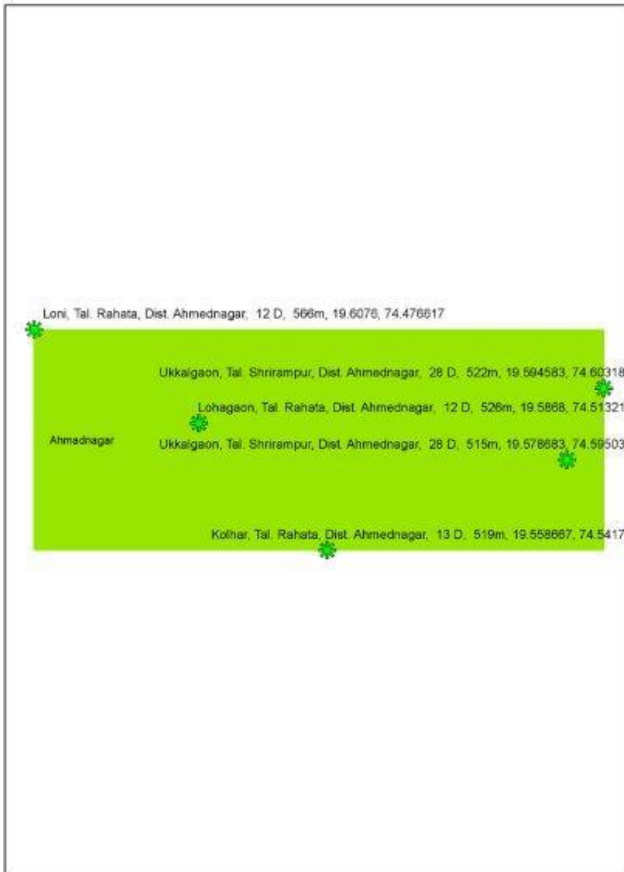 Loni, Tal. Rahata, Dist. Ahmednagar, 12 D, 566m, 19.6076, 74.476617
Ukkalgaon, Tal. Shrirampur, Dist. Ahmednagar, 28 D, 522m, 19.594583, 74.60318
Lohagaon, Tal. Rahata, Dist. Ahmednagar, 12 D, 526m, 19.5868, 74.51321
Ahmadnagar
Ukkalgaon, Tal. Shrirampur, Dist. Ahmednagar, 28 D, 515m, 19.578683, 74.59503
Kolhar, Tal. Rahata, Dist. Ahmednagar, 13 D, 519m, 19.558667, 74.5417